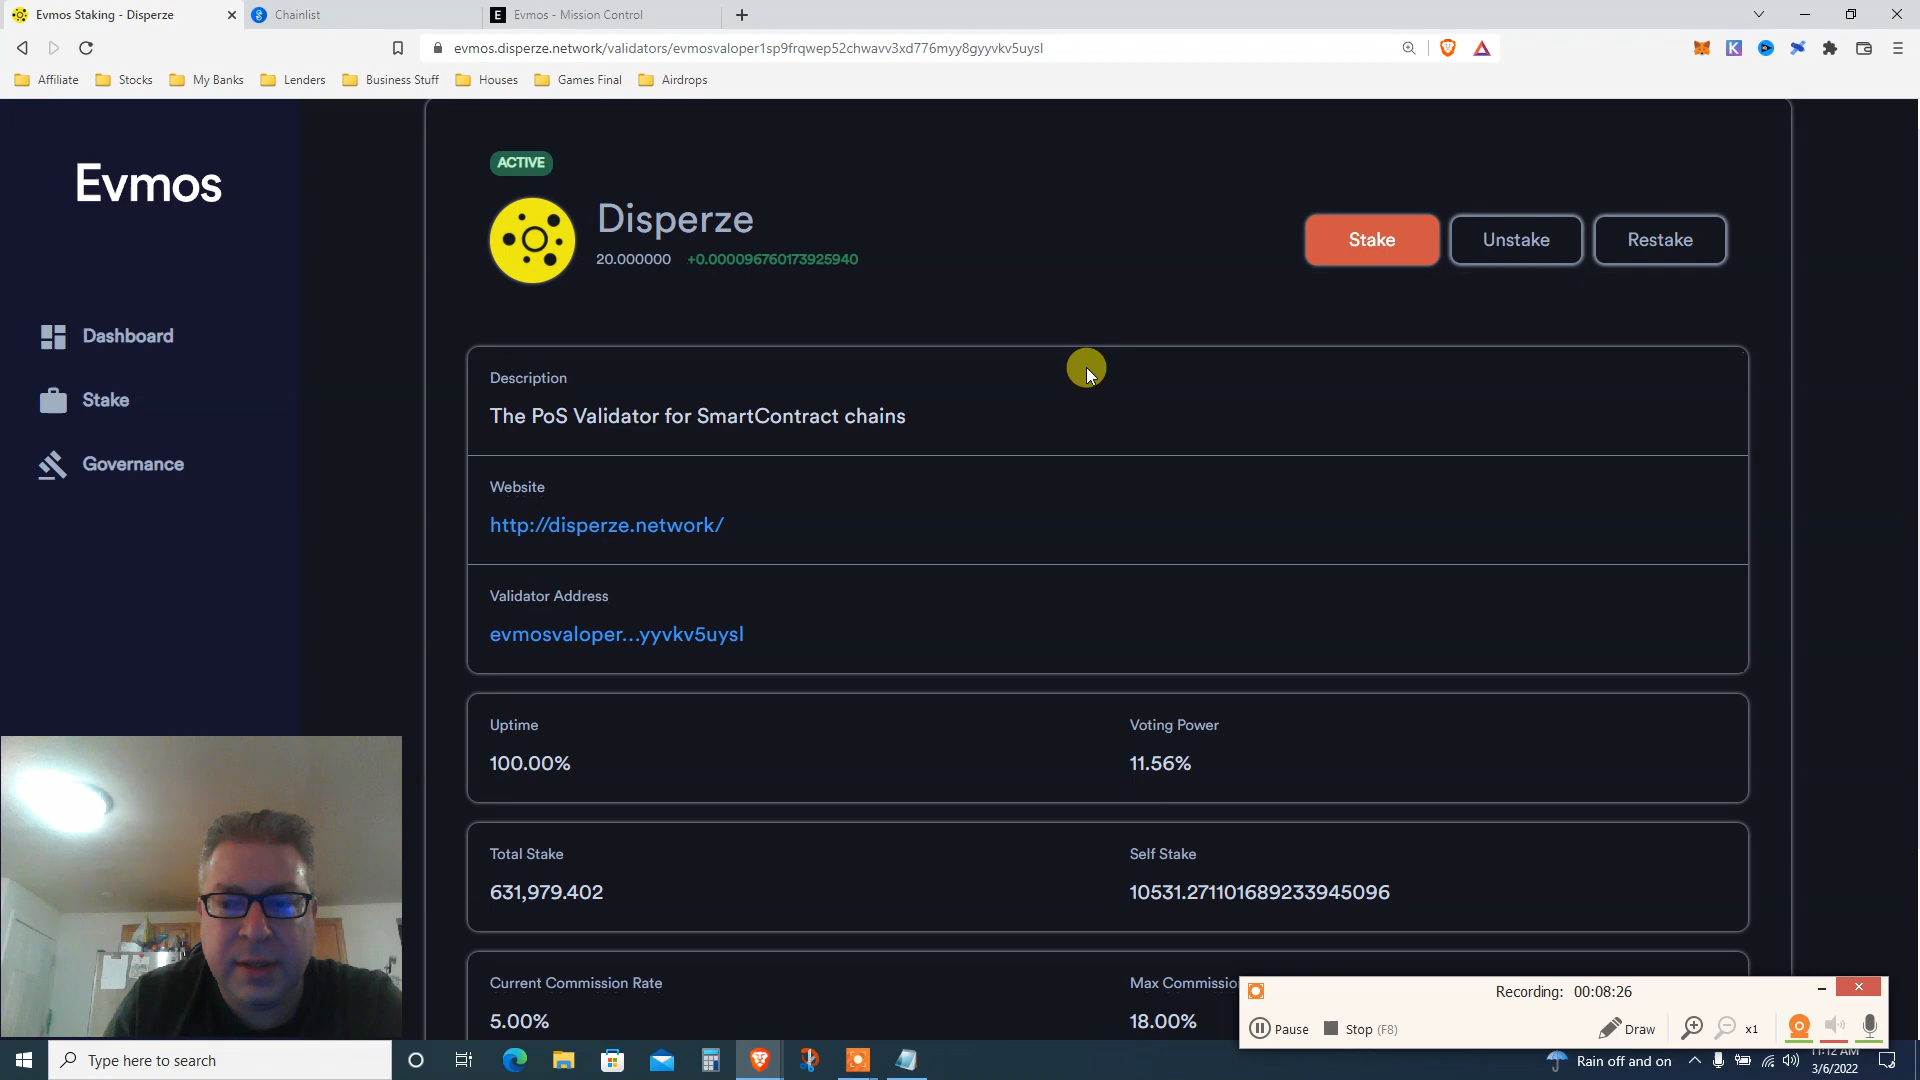 Evmos Staking - Disperze
Chainlist
E Evmos - Mission Control
evmos.disperze.network/validators/evmosvaloper1sp9frqwep52chwavv3xd776myy8gyyvkv5uysl
Affiliate Stocks My Banks Lenders Business Stuff Houses Games Final Airdrops
Evmos
Dashboard
Stake
Governance
ACTIVE
Disperze
20.000000 +0.000096760173925940
Stake Unstake Restake
Description
The PoS Validator for SmartContract chains
Website
http://disperze.network/
Validator Address
evmosvaloper...yyvkv5uysl
Uptime Voting Power
100.00% 11.56%
Total Stake Self Stake
631,979.402 10531.271101689233945096
Current Commission Rate Max Commissio
5.00% 18.00%
Recording: 00:08:26
Pause Stop (F8) Draw x1
Type here to search
Rain off and on
11:12 AM
3/6/2022